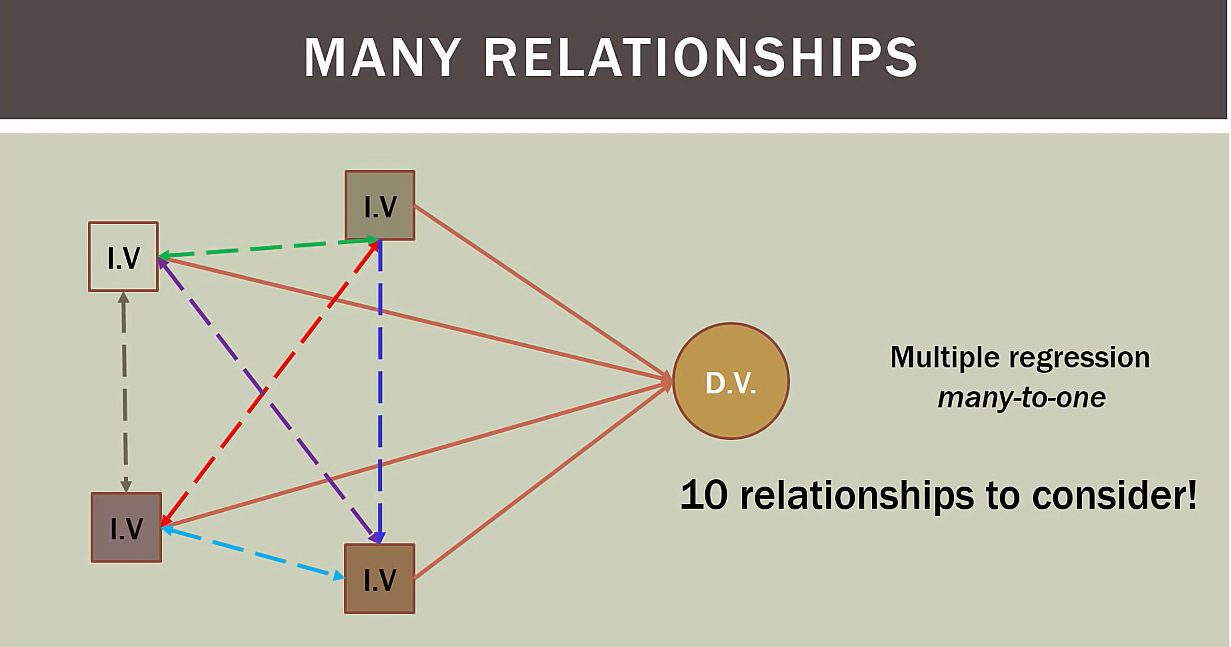 MANY RELATIONSHIPS
I.V
I.V
D.V.
Multiple regression
many-to-one
10 relationships to consider!
I.V
I.V